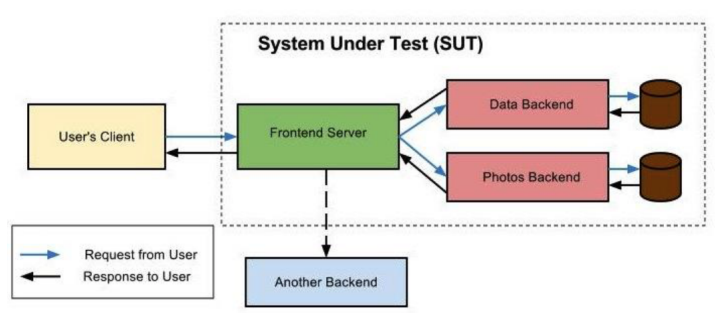 System Under Test (SUT)
Data Backend
User's Client
Frontend Server
Photos Backend
Request from User
Response to User
Another Backend